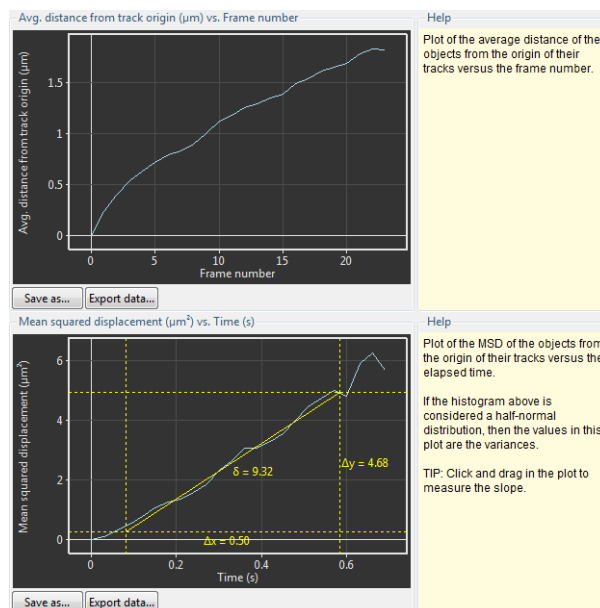 Avg. distance from track origin (µm) vs. Frame number
Avg. distance from track origin (µm)
1.5
1
0.5
0
0
5
10
15
20
Frame number
Help
Plot of the average distance of the
objects from the origin of their
tracks versus the frame number.
Save as...
Export data...
Mean squared displacement (µm²) vs. Time (s)
Mean squared displacement (µm²)
6
4
2
0
δ = 9.32
Δy = 4.68
Δx = 0.50
0
0.2
0.4
0.6
Time (s)
Help
Plot of the MSD of the objects from
the origin of their tracks versus the
elapsed time.
If the histogram above is
considered a half-normal
distribution, then the values in this
plot are the variances.
TIP: Click and drag in the plot to
measure the slope.
Save as...
Export data...